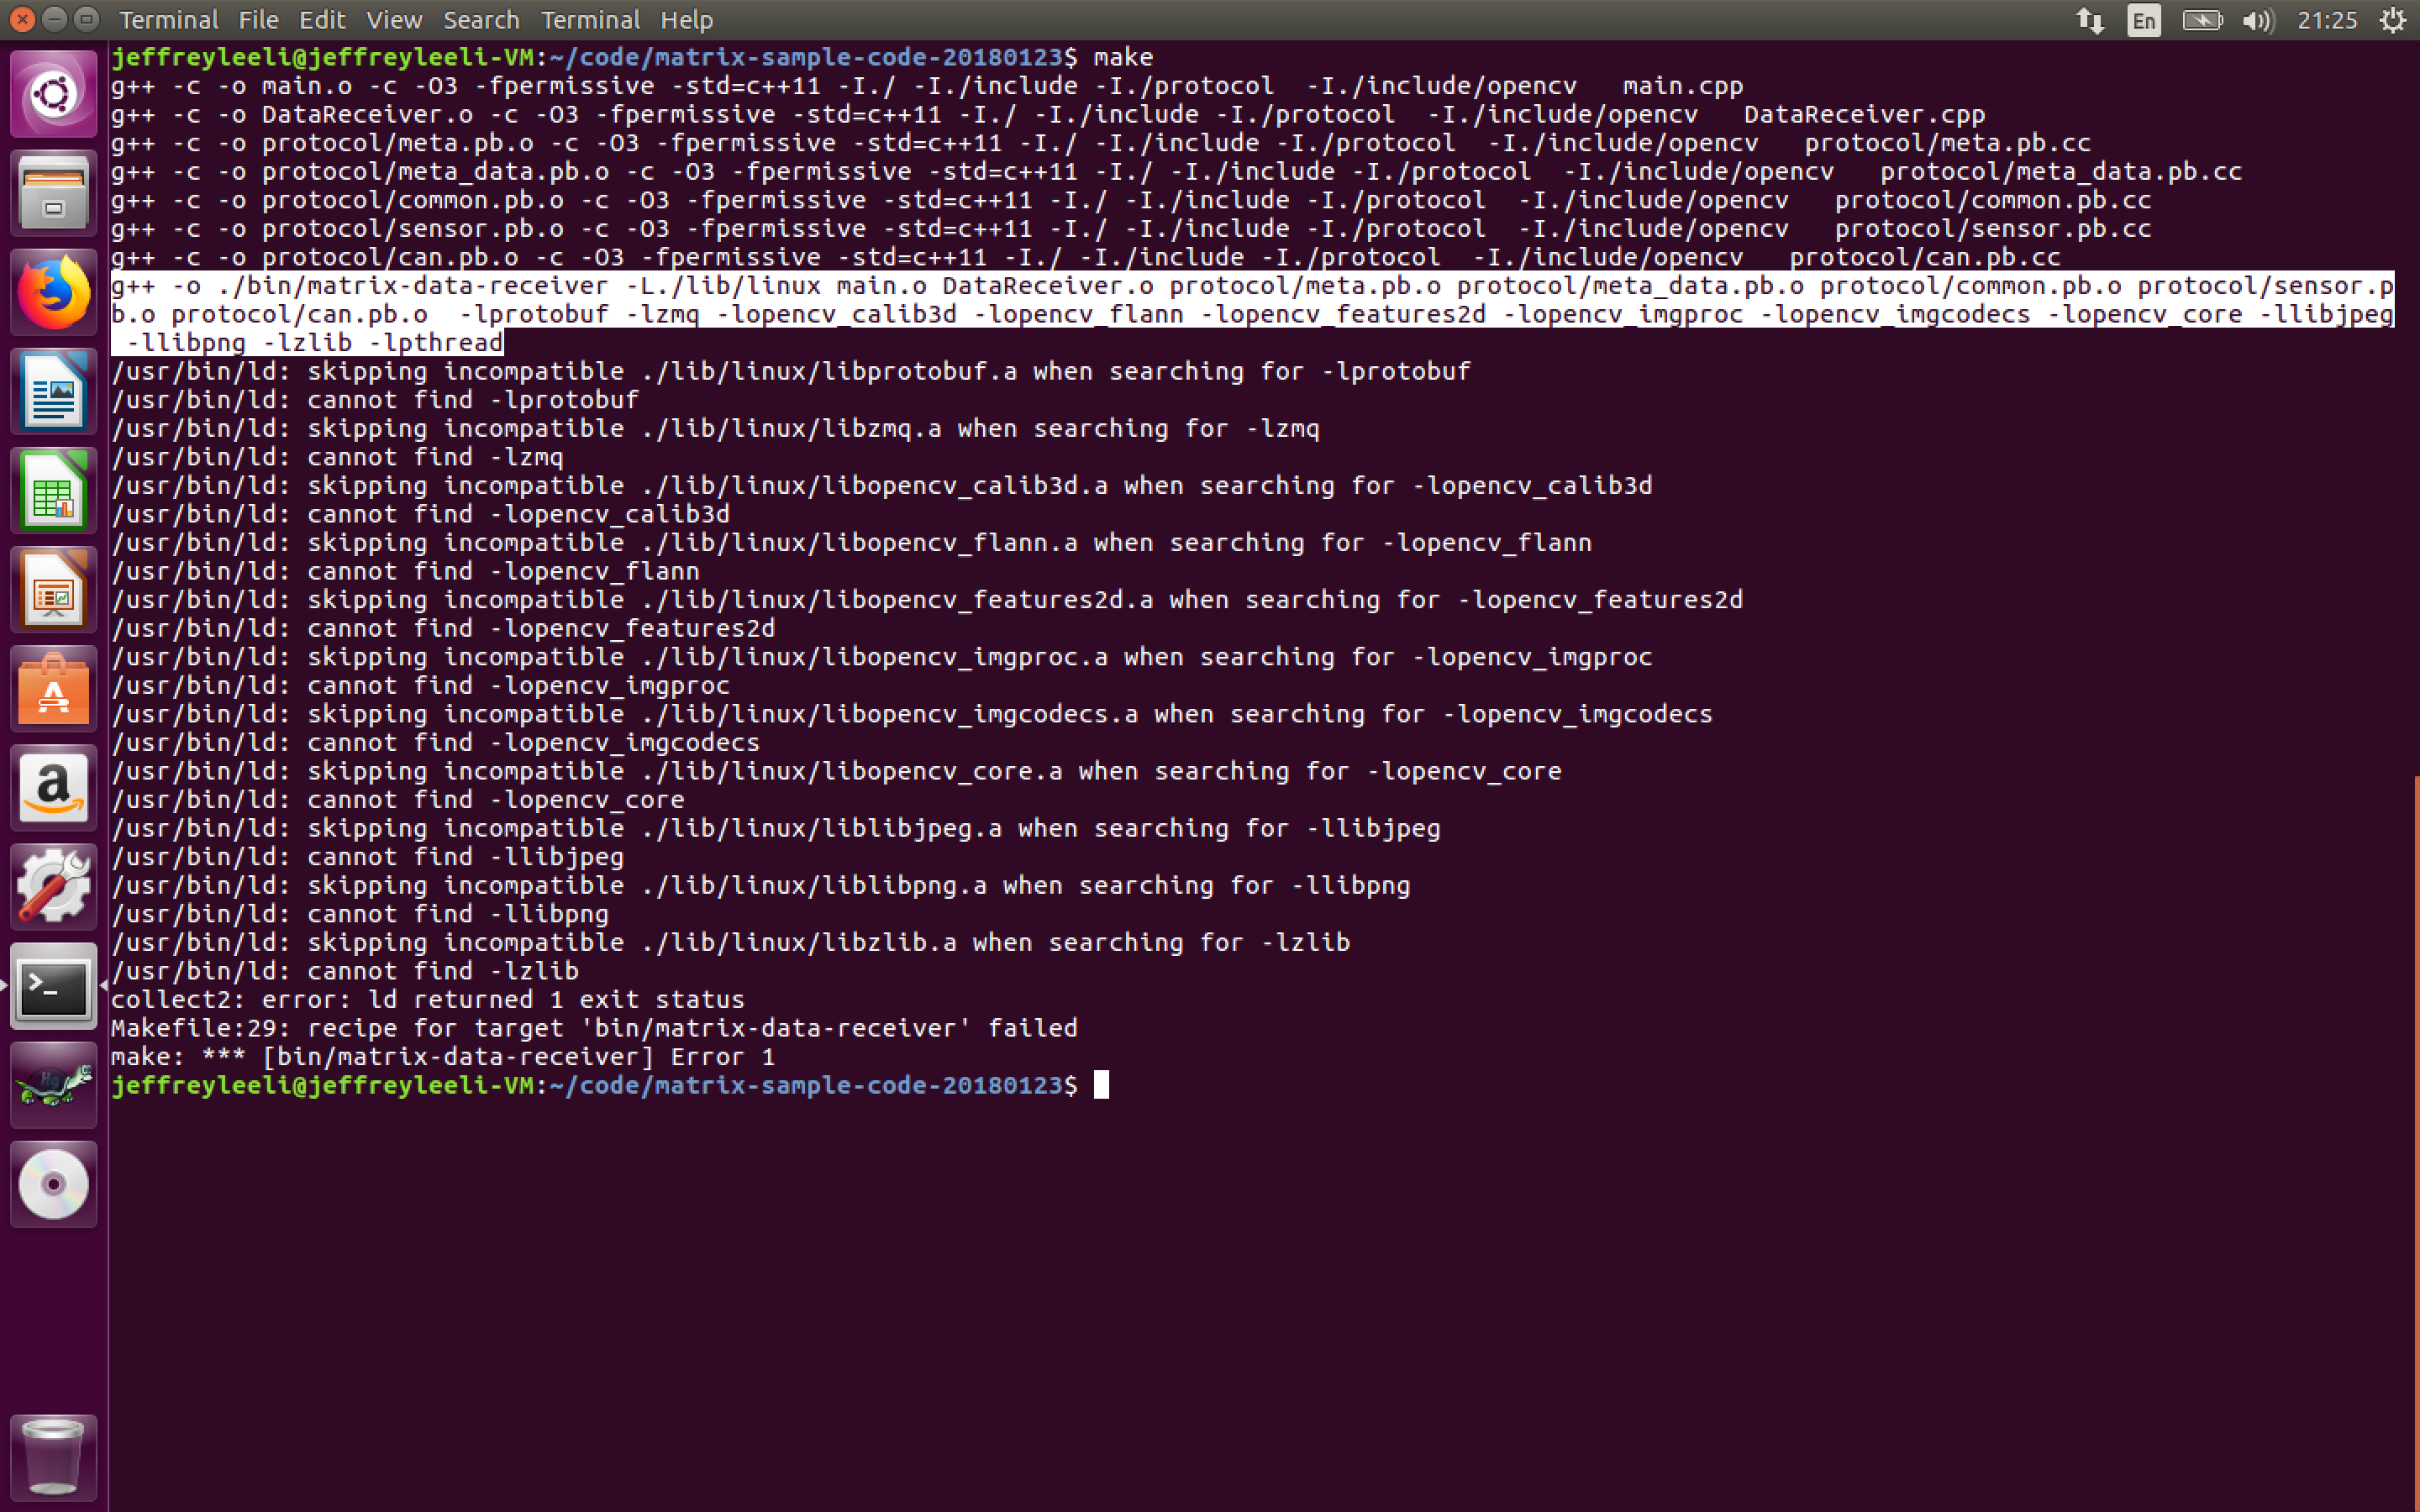 Terminal File Edit View Search Terminal Help En 21:25
jeffreyleeli@jeffreyleeli-VM:~/code/matrix-sample-code-20180123$ make
g++ -c -o main.o -c -O3 -fpermissive -std=c++11 -I./ -I./include -I./protocol  -I./include/opencv   main.cpp
g++ -c -o DataReceiver.o -c -O3 -fpermissive -std=c++11 -I./ -I./include -I./protocol  -I./include/opencv   DataReceiver.cpp
g++ -c -o protocol/meta.pb.o -c -O3 -fpermissive -std=c++11 -I./ -I./include -I./protocol  -I./include/opencv   protocol/meta.pb.cc
g++ -c -o protocol/meta_data.pb.o -c -O3 -fpermissive -std=c++11 -I./ -I./include -I./protocol  -I./include/opencv   protocol/meta_data.pb.cc
g++ -c -o protocol/common.pb.o -c -O3 -fpermissive -std=c++11 -I./ -I./include -I./protocol  -I./include/opencv   protocol/common.pb.cc
g++ -c -o protocol/sensor.pb.o -c -O3 -fpermissive -std=c++11 -I./ -I./include -I./protocol  -I./include/opencv   protocol/sensor.pb.cc
g++ -c -o protocol/can.pb.o -c -O3 -fpermissive -std=c++11 -I./ -I./include -I./protocol  -I./include/opencv   protocol/can.pb.cc
g++ -o ./bin/matrix-data-receiver -L./lib/linux main.o DataReceiver.o protocol/meta.pb.o protocol/meta_data.pb.o protocol/common.pb.o protocol/sensor.p
b.o protocol/can.pb.o  -lprotobuf -lzmq -lopencv_calib3d -lopencv_flann -lopencv_features2d -lopencv_imgproc -lopencv_imgcodecs -lopencv_core -llibjpeg
 -llibpng -lzlib -lpthread
/usr/bin/ld: skipping incompatible ./lib/linux/libprotobuf.a when searching for -lprotobuf
/usr/bin/ld: cannot find -lprotobuf
/usr/bin/ld: skipping incompatible ./lib/linux/libzmq.a when searching for -lzmq
/usr/bin/ld: cannot find -lzmq
/usr/bin/ld: skipping incompatible ./lib/linux/libopencv_calib3d.a when searching for -lopencv_calib3d
/usr/bin/ld: cannot find -lopencv_calib3d
/usr/bin/ld: skipping incompatible ./lib/linux/libopencv_flann.a when searching for -lopencv_flann
/usr/bin/ld: cannot find -lopencv_flann
/usr/bin/ld: skipping incompatible ./lib/linux/libopencv_features2d.a when searching for -lopencv_features2d
/usr/bin/ld: cannot find -lopencv_features2d
/usr/bin/ld: skipping incompatible ./lib/linux/libopencv_imgproc.a when searching for -lopencv_imgproc
/usr/bin/ld: cannot find -lopencv_imgproc
/usr/bin/ld: skipping incompatible ./lib/linux/libopencv_imgcodecs.a when searching for -lopencv_imgcodecs
/usr/bin/ld: cannot find -lopencv_imgcodecs
/usr/bin/ld: skipping incompatible ./lib/linux/libopencv_core.a when searching for -lopencv_core
/usr/bin/ld: cannot find -lopencv_core
/usr/bin/ld: skipping incompatible ./lib/linux/liblibjpeg.a when searching for -llibjpeg
/usr/bin/ld: cannot find -llibjpeg
/usr/bin/ld: skipping incompatible ./lib/linux/liblibpng.a when searching for -llibpng
/usr/bin/ld: cannot find -llibpng
/usr/bin/ld: skipping incompatible ./lib/linux/libzlib.a when searching for -lzlib
/usr/bin/ld: cannot find -lzlib
collect2: error: ld returned 1 exit status
Makefile:29: recipe for target 'bin/matrix-data-receiver' failed
make: *** [bin/matrix-data-receiver] Error 1
jeffreyleeli@jeffreyleeli-VM:~/code/matrix-sample-code-20180123$